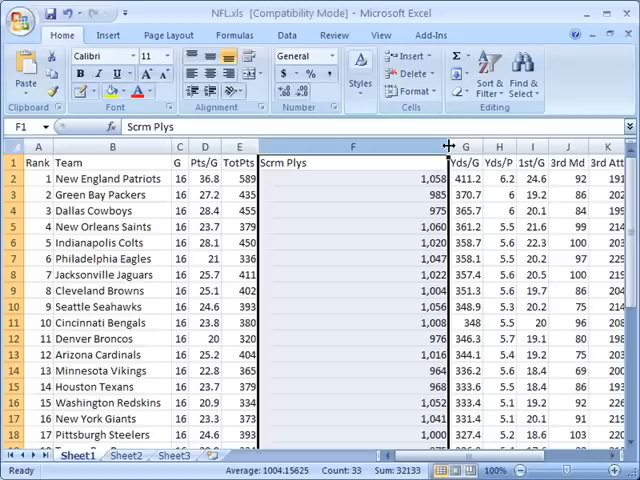 NFL.xls [Compatibility Mode] - Microsoft Excel
Home Insert Page Layout Formulas Data Review View Add-Ins
Paste
Clipboard
Calibri 11
B I U
Font
Alignment
General
$ % ,
Number
Styles
Insert
Delete
Format
Cells
Σ
Sort & Filter
Find & Select
Editing
F1 fx Scrm Plys
A B C D E F G H I J K
1 Rank Team G Pts/G TotPts Scrm Plys Yds/G Yds/P 1st/G 3rd Md 3rd Att
2 1 New England Patriots 16 36.8 589 1,058 411.2 6.2 24.6 92 191
3 2 Green Bay Packers 16 27.2 435 985 370.7 6 19.2 86 202
4 3 Dallas Cowboys 16 28.4 455 975 365.7 6 20.1 84 199
5 4 New Orleans Saints 16 23.7 379 1,060 361.2 5.5 21.6 99 214
6 5 Indianapolis Colts 16 28.1 450 1,020 358.7 5.6 22.3 100 203
7 6 Philadelphia Eagles 16 21 336 1,047 358.1 5.5 20.2 97 229
8 7 Jacksonville Jaguars 16 25.7 411 1,022 357.4 5.5 20.5 100 223
9 8 Cleveland Browns 16 25.1 402 1,004 351.3 5.6 19.7 86 204
10 9 Seattle Seahawks 16 24.6 393 1,056 348.9 5.3 20.2 75 224
11 10 Cincinnati Bengals 16 23.8 380 1,008 348 5.5 20 96 208
12 11 Denver Broncos 16 20 320 976 346.3 5.7 19.1 80 198
13 12 Arizona Cardinals 16 25.2 404 1,016 344.1 5.4 19.2 75 200
14 13 Minnesota Vikings 16 22.8 365 964 336.2 5.6 18.4 69 200
15 14 Houston Texans 16 23.7 379 968 333.6 5.5 18.4 86 193
16 15 Washington Redskins 16 20.9 334 1,052 333.4 5.1 19.2 92 226
17 16 New York Giants 16 23.3 373 1,041 331.4 5.1 20.1 91 219
18 17 Pittsburgh Steelers 16 24.6 393 1,000 327.4 5.2 18.6 103 217
Sheet1 Sheet2 Sheet3
Ready Average: 1004.15625 Count: 33 Sum: 32133 100%